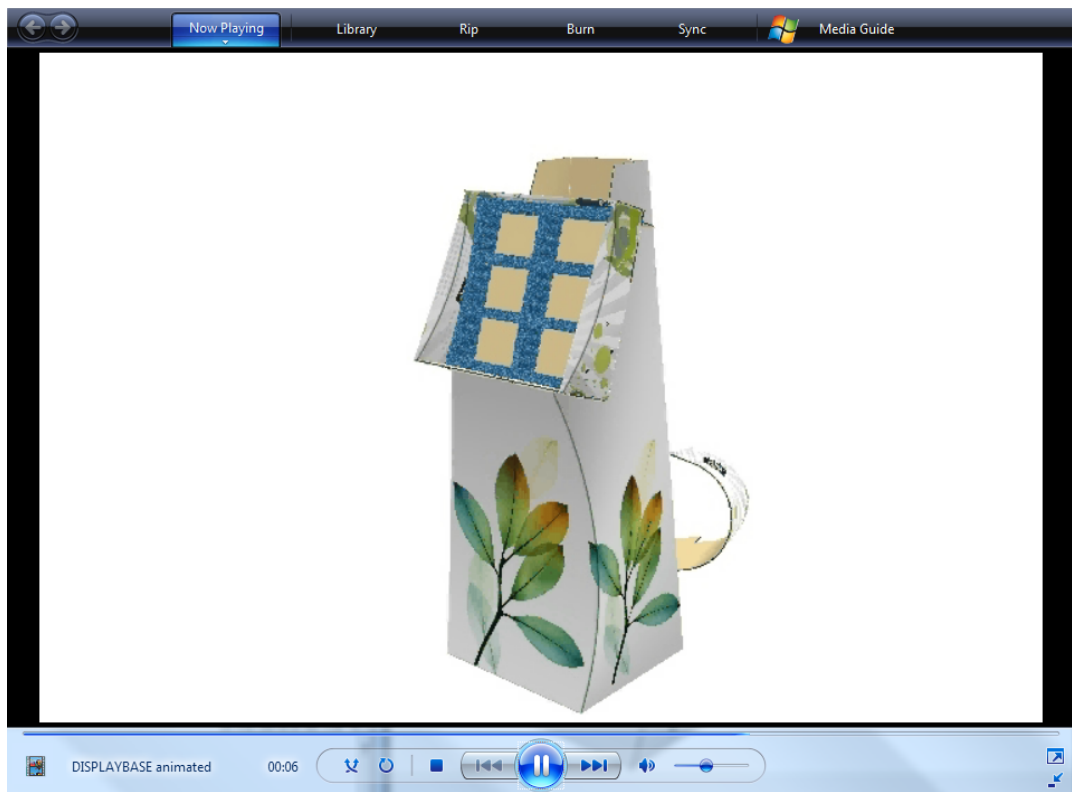 Now Playing
Library
Rip
Burn
Sync
Media Guide
DISPLAYBASE animated
00:06